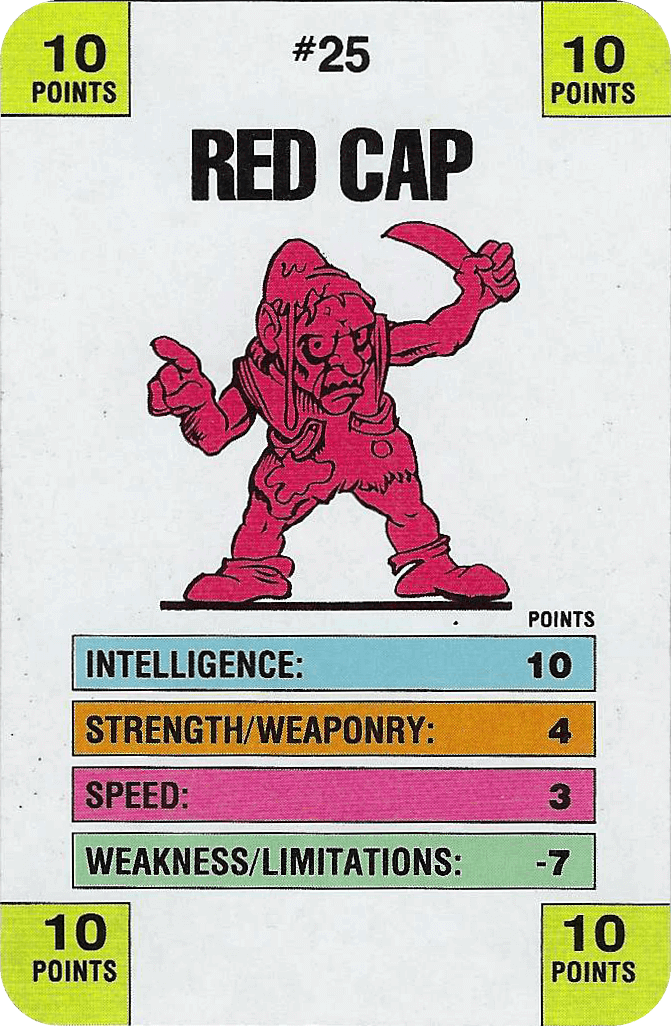 10 POINTS
#25
10 POINTS
RED CAP
POINTS
INTELLIGENCE: 10
STRENGTH/WEAPONRY: 4
SPEED: 3
WEAKNESS/LIMITATIONS: -7
10 POINTS
10 POINTS